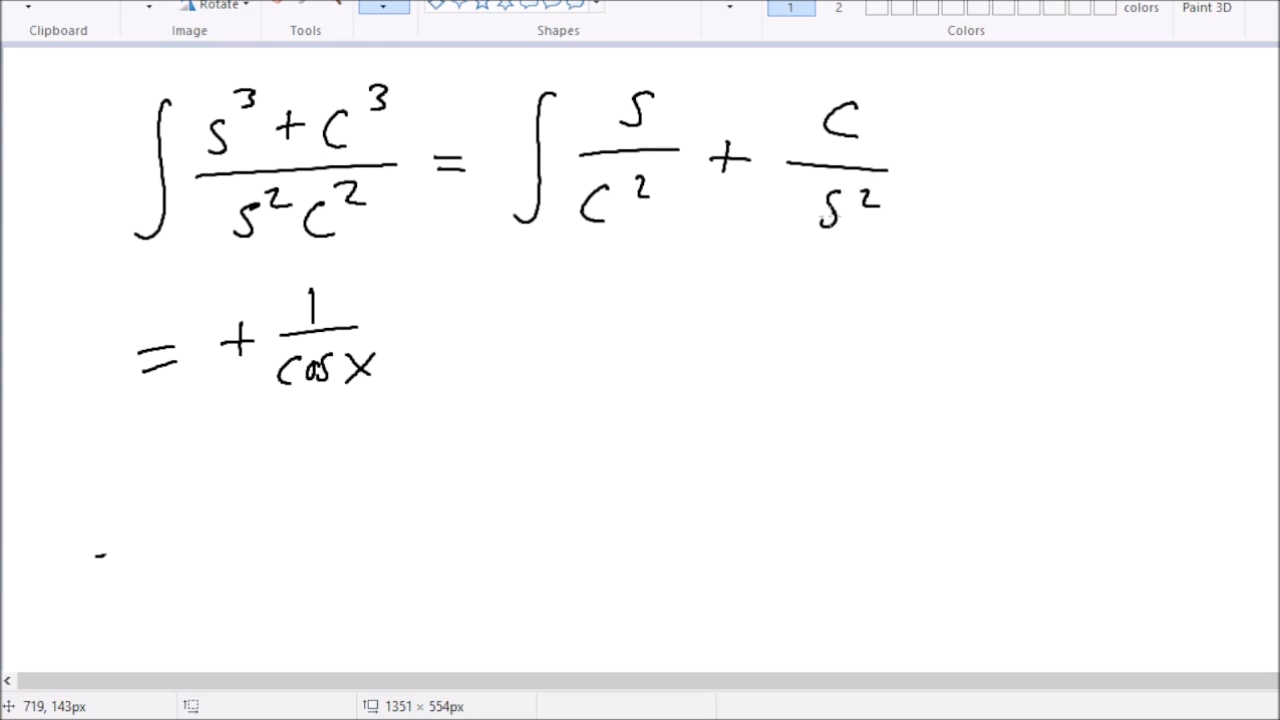 Rotate
Clipboard Image Tools Shapes 1 2 colors Colors Paint 3D
∫ (s³ + c³)/(s²c²) = ∫ s/c² + c/s²
= + 1/cos x
-
719, 143px 1351 × 554px